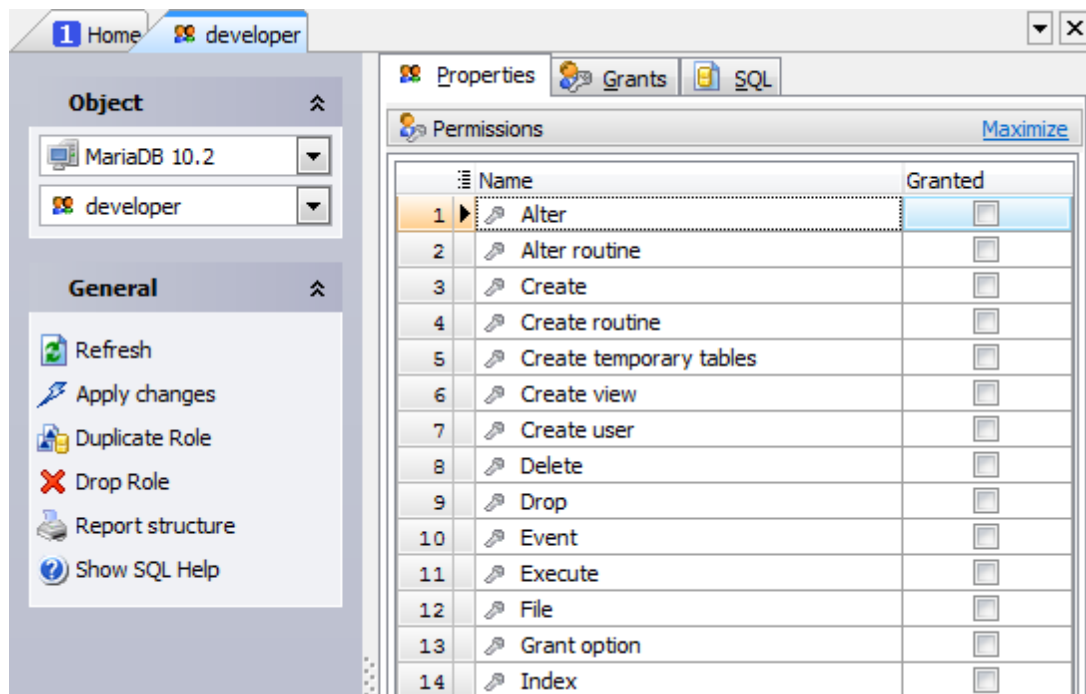 1 Home developer
Object
MariaDB 10.2
developer
General
Refresh
Apply changes
Duplicate Role
Drop Role
Report structure
Show SQL Help
Properties Grants SQL
Permissions Maximize
Name Granted
1 Alter
2 Alter routine
3 Create
4 Create routine
5 Create temporary tables
6 Create view
7 Create user
8 Delete
9 Drop
10 Event
11 Execute
12 File
13 Grant option
14 Index